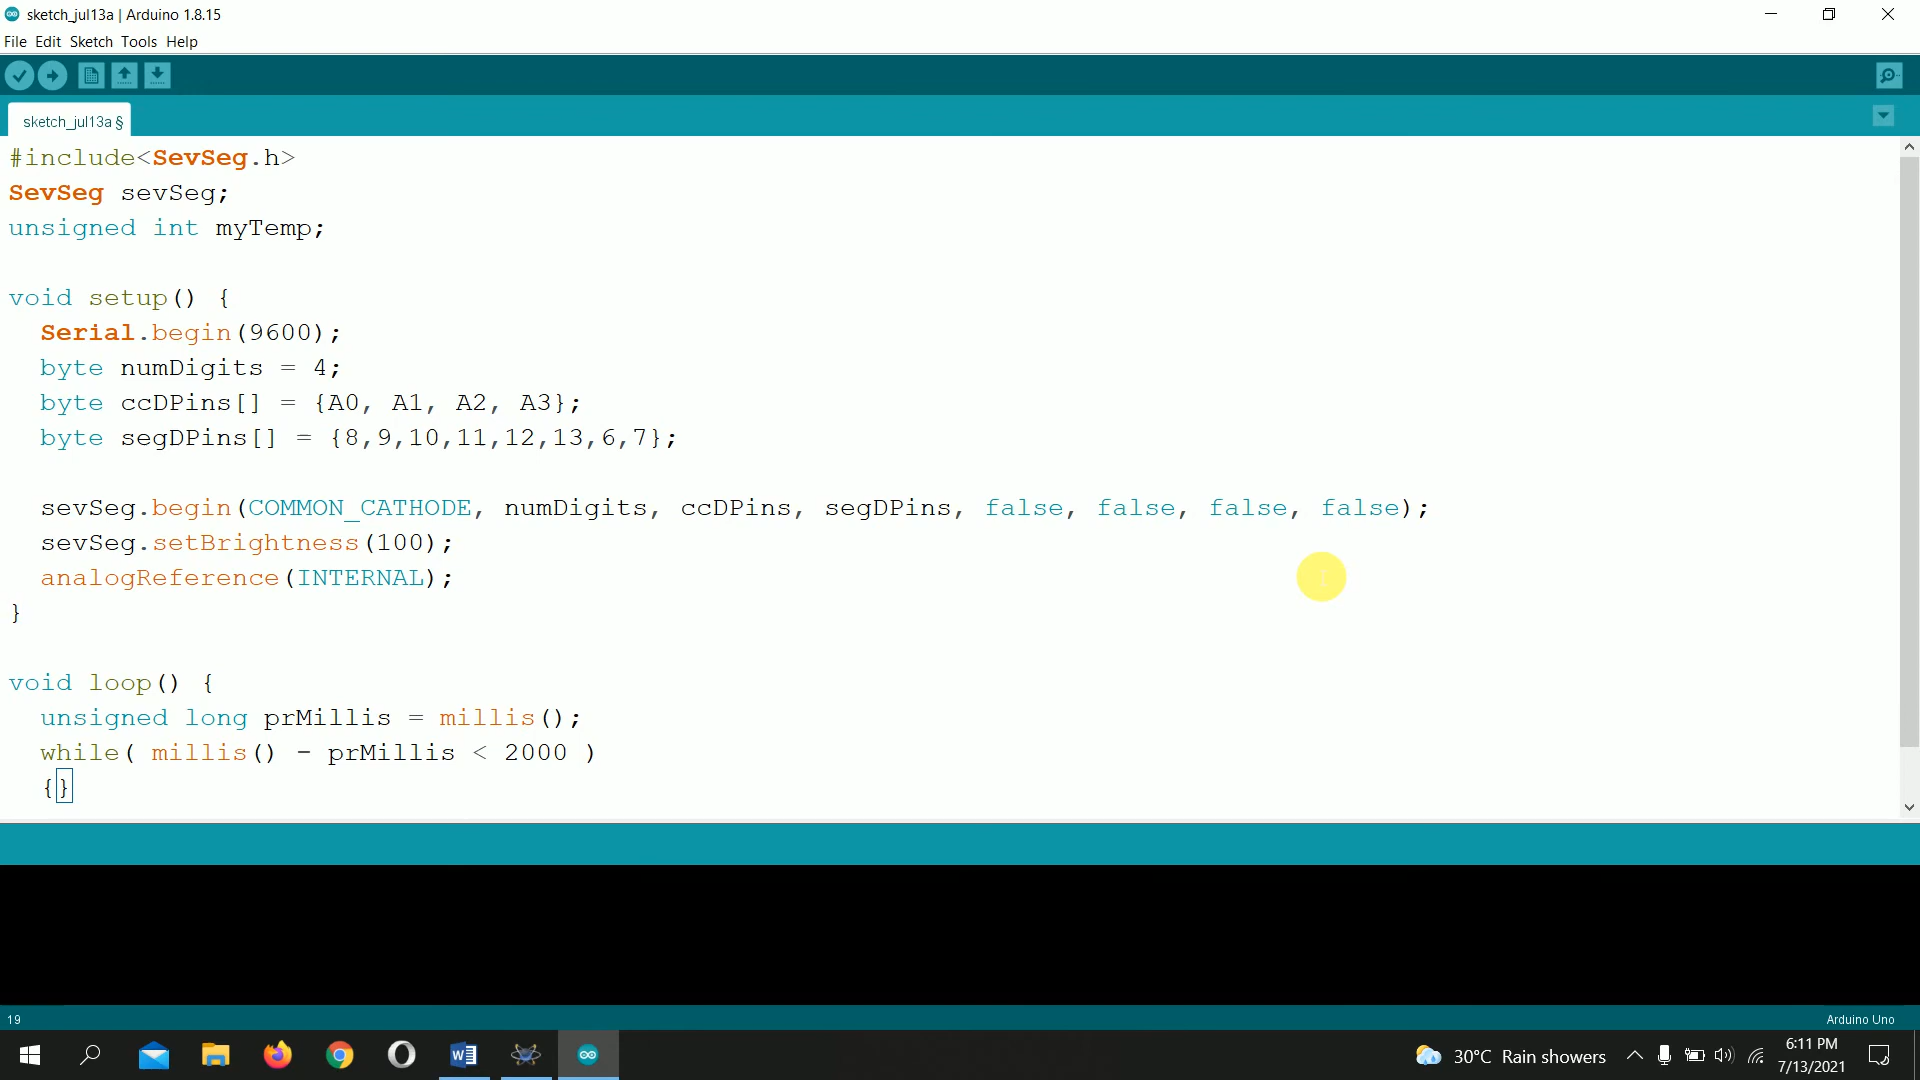 sketch_jul13a | Arduino 1.8.15
File Edit Sketch Tools Help
sketch_jul13a §
#include<SevSeg.h>
SevSeg sevSeg;
unsigned int myTemp;
void setup() {
Serial.begin(9600);
byte numDigits = 4;
byte ccDPins[] = {A0, A1, A2, A3};
byte segDPins[] = {8,9,10,11,12,13,6,7};
sevSeg.begin(COMMON_CATHODE, numDigits, ccDPins, segDPins, false, false, false, false);
sevSeg.setBrightness(100);
analogReference(INTERNAL);
}
void loop() {
unsigned long prMillis = millis();
while( millis() - prMillis < 2000 )
{}
19
Arduino Uno
30°C Rain showers
6:11 PM
7/13/2021